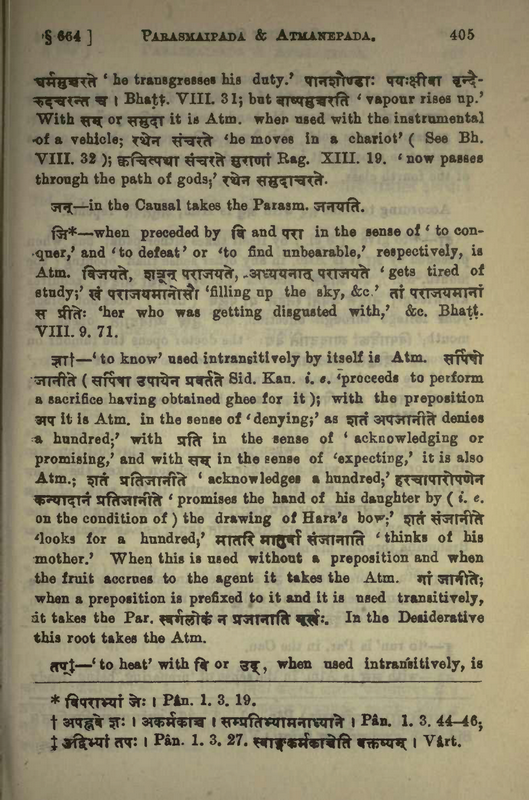 § 664 ] PARASMAIPADA & ATMANEPADA. 405
धर्ममुच्चरते ‘ he transgresses his duty.’ पानशौण्डाः पयःक्षीबा वृन्दै-
रुदचरन्त च । Bhaṭṭ. VIII. 31; but बाष्पमुच्चरति ‘ vapour rises up.’
With सम् or समुदा it is Atm. when used with the instrumental
of a vehicle; रथेन संचरते ‘he moves in a chariot’ ( See Bh.
VIII. 32 ); क्वचित्पथा संचरते सुराणां Rag. XIII. 19. ‘ now passes
through the path of gods;’ रथेन समुदाचरते.
जन्—in the Causal takes the Parasm. जनयति.
जि*—when preceded by वि and परा in the sense of ‘ to con-
quer,’ and ‘to defeat’ or ‘to find unbearable,’ respectively, is
Atm. विजयते, शत्रून् पराजयते, अध्ययनात् पराजयते ‘ gets tired of
study;’ खं पराजयमानोसौ ‘filling up the sky, &c.’ तां पराजयमानां
स प्रीतेः ‘her who was getting disgusted with,’ &c. Bhaṭṭ.
VIII. 9. 71.
ज्ञा†—‘ to know’ used intransitively by itself is Atm. सर्पिषो
जानीते ( सर्पिषा उपायेन प्रवर्तते Sid. Kau. i. e. ‘proceeds to perform
a sacrifice having obtained ghee for it ); with the preposition
अप it is Atm. in the sense of ‘denying;’ as शतं अपजानीते denies
a hundred;’ with प्रति in the sense of ‘ acknowledging or
promising,’ and with सम् in the sense of ‘expecting,’ it is also
Atm.; शतं प्रतिजानीते ‘ acknowledges a hundred;’ हरचापारोपणेन
कन्यादानं प्रतिजानीते ‘ promises the hand of his daughter by ( i. e.
on the condition of ) the drawing of Hara’s bow;’ शतं संजानीते
‘looks for a hundred;’ मातरि मातुर्वा संजानाति ‘thinks of his
mother.’ When this is used without a preposition and when
the fruit accrues to the agent it takes the Atm. गां जानीते;
when a preposition is prefixed to it and it is used transitively,
it takes the Par. स्वर्गलोकं न प्रजानाति मूर्खः. In the Desiderative
this root takes the Atm.
तप्‡—‘ to heat’ with वि or उद्, when used intransitively, is
* विपराभ्यां जेः । Pân. 1. 3. 19.
† अपह्नवे ज्ञः । अकर्मकाच्च । सम्प्रतिभ्यामनाध्याने । Pân. 1. 3. 44–46;
‡ उद्विभ्यां तपः । Pân. 1. 3. 27. स्वाङ्गकर्मकाच्चेति वक्तव्यम् । Vârt.